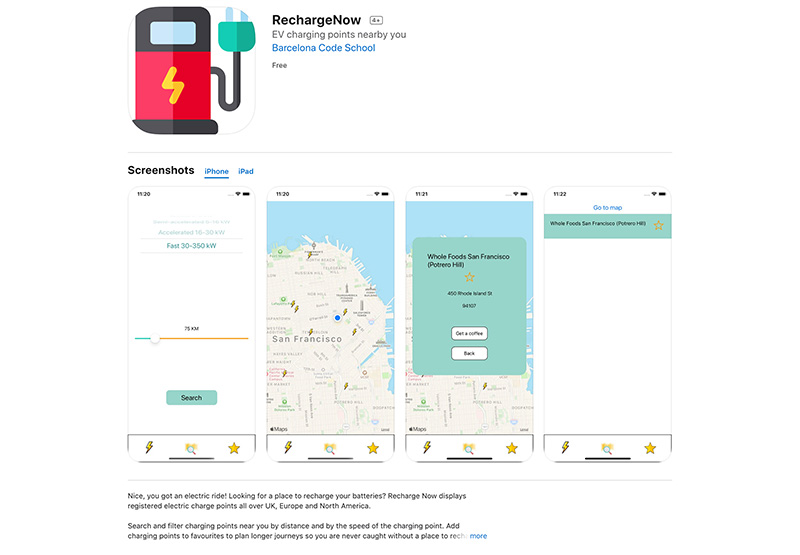 RechargeNow 4+
EV charging points nearby you
Barcelona Code School
Free
Screenshots iPhone iPad
11:20
Accelerated 16-30 kW
Fast 30-350 kW
75 KM
Search
11:20
San Francisco
Maps
11:21
Whole Foods San Francisco
(Potrero Hill)
450 Rhode Island St
94107
Get a coffee
Back
Maps
11:22
Go to map
Whole Foods San Francisco (Potrero Hill)
Nice, you got an electric ride! Looking for a place to recharge your batteries? Recharge Now displays
registered electric charge points all over UK, Europe and North America.
Search and filter charging points near you by distance and by the speed of the charging point. Add
charging points to favourites to plan longer journeys so you are never caught without a place to rech more